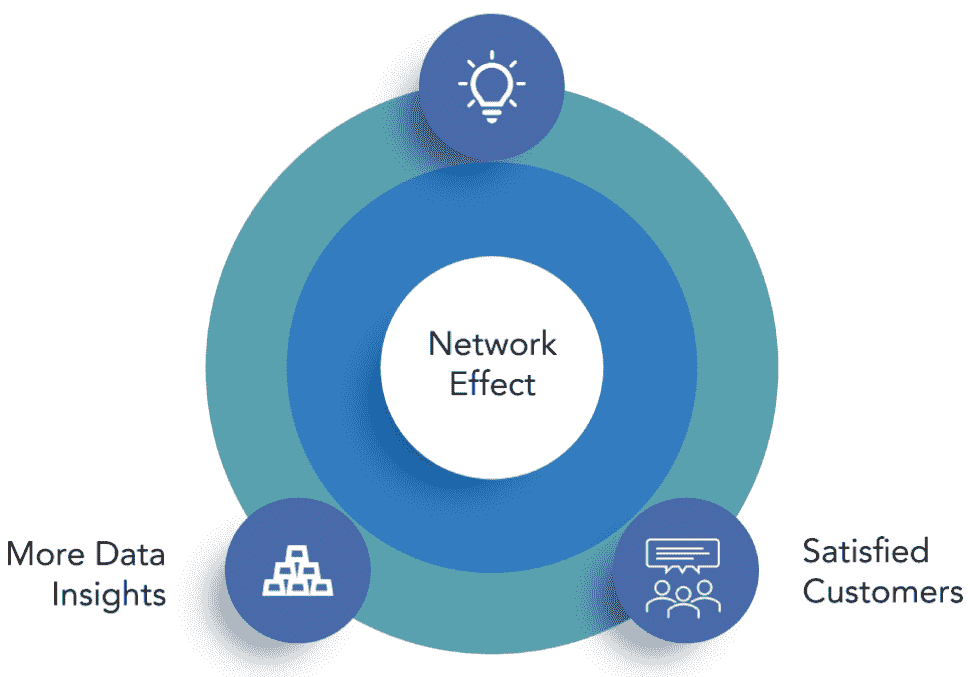 Network
Effect
More Data
Insights
Satisfied
Customers